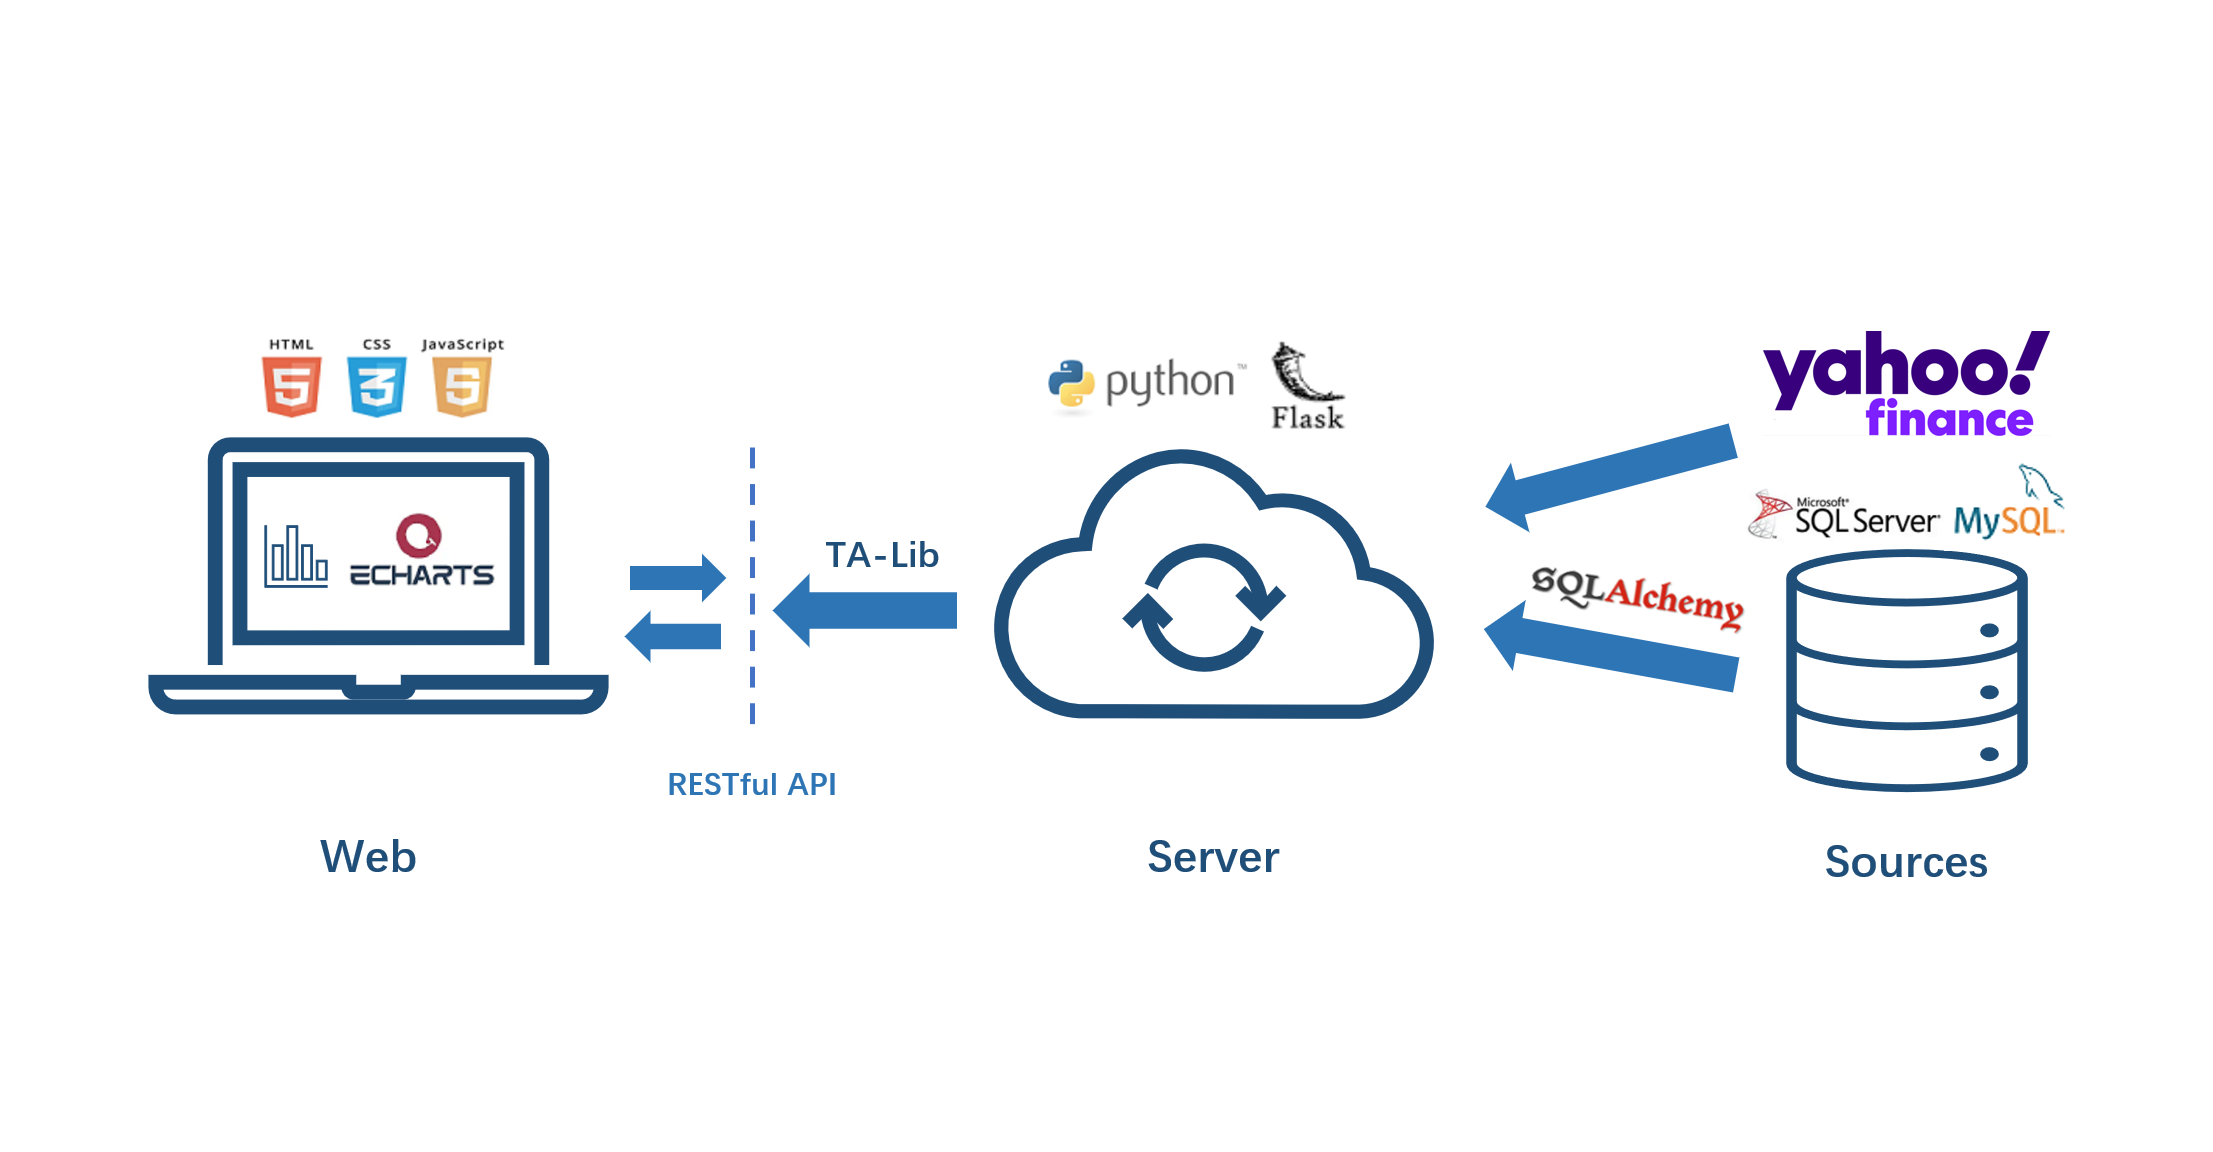 HTML CSS JavaScript
5 3 5
ECHARTS
RESTful API
Web
TA-Lib
python™
Flask
Server
yahoo!
finance
Microsoft®
SQL Server®
MySQL™
SQLAlchemy
Sources